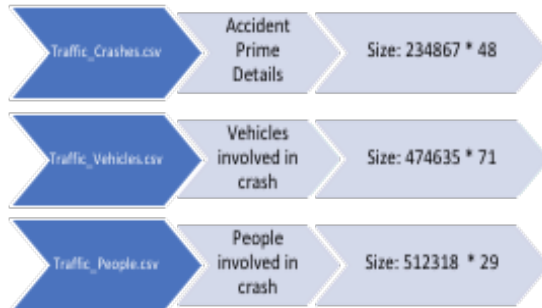 Traffic_Crashes.csv
Accident
Prime
Details
Size: 234867 * 48
Traffic_Vehicles.csv
Vehicles
involved in
crash
Size: 474635 * 71
Traffic_People.csv
People
involved in
crash
Size: 512318 * 29